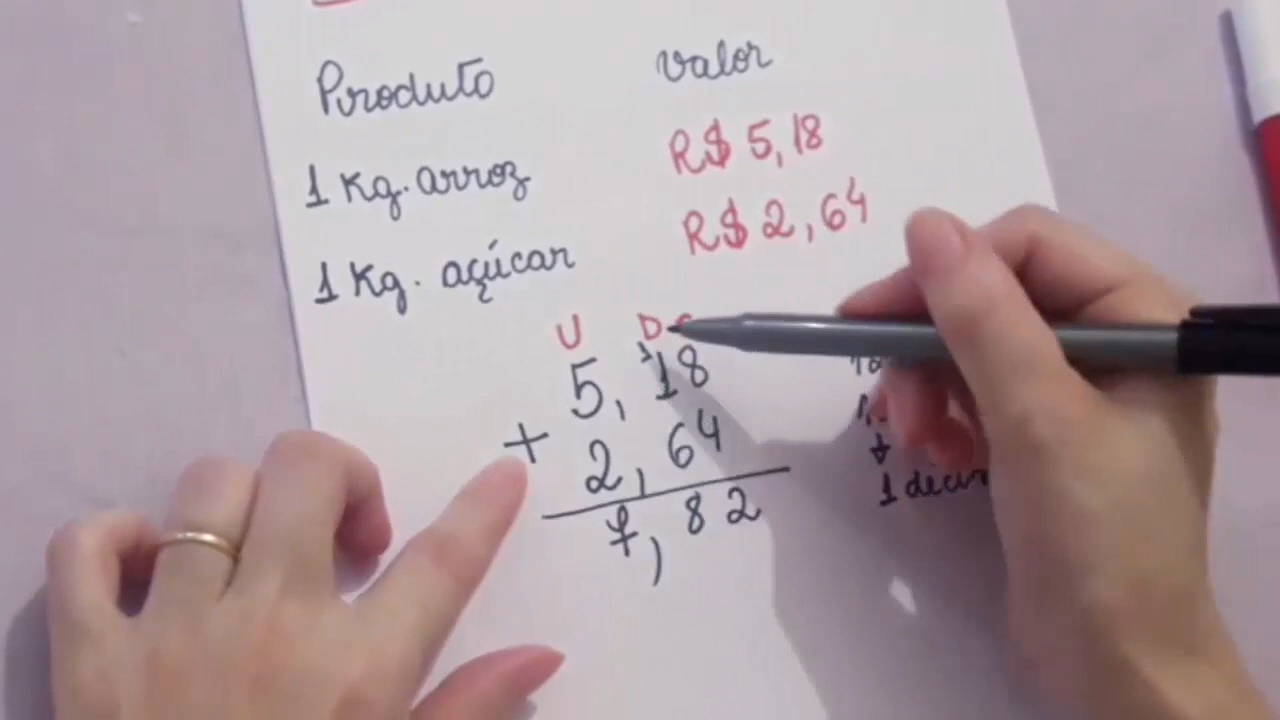 Produto valor
1 Kg. arroz R$ 5,18
1 Kg. açúcar R$ 2,64
U D
1
5,18
+ 2,64
7,82
1